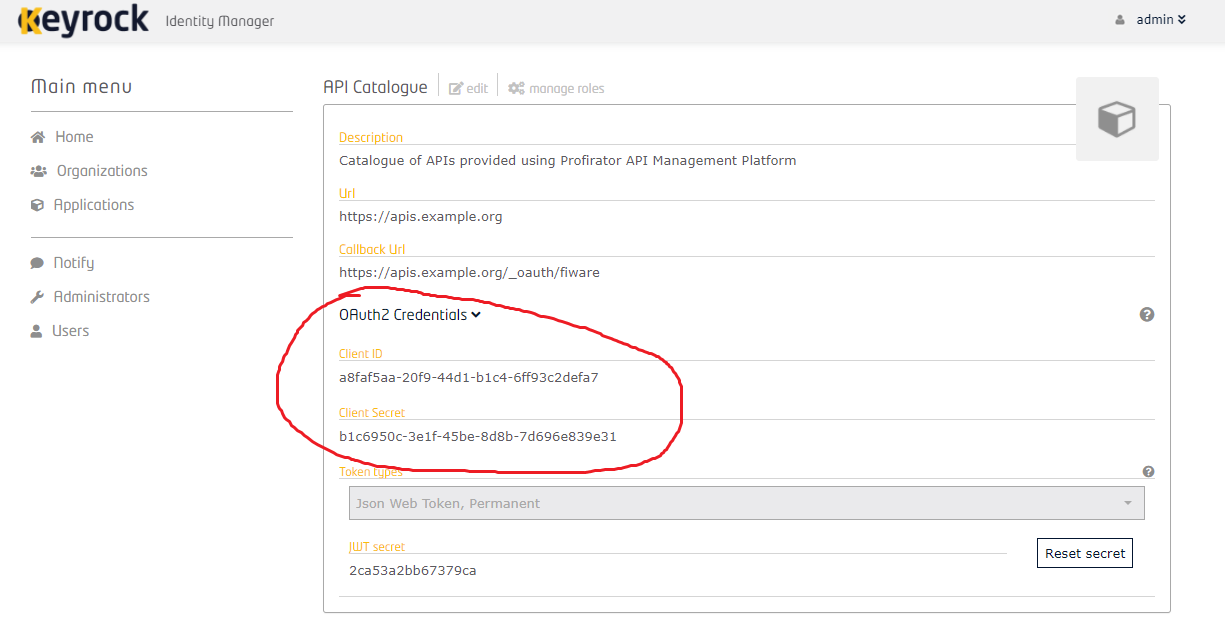 Keyrock Identity Manager
admin
Main menu
Home
Organizations
Applications
Notify
Administrators
Users
API Catalogue edit manage roles
Description
Catalogue of APIs provided using Profirator API Management Platform
Url
https://apis.example.org
Callback Url
https://apis.example.org/_oauth/fiware
OAuth2 Credentials
Client ID
a8faf5aa-20f9-44d1-b1c4-6ff93c2defa7
Client Secret
b1c6950c-3e1f-45be-8d8b-7d696e839e31
Token types
Json Web Token, Permanent
JWT secret
2ca53a2bb67379ca
Reset secret